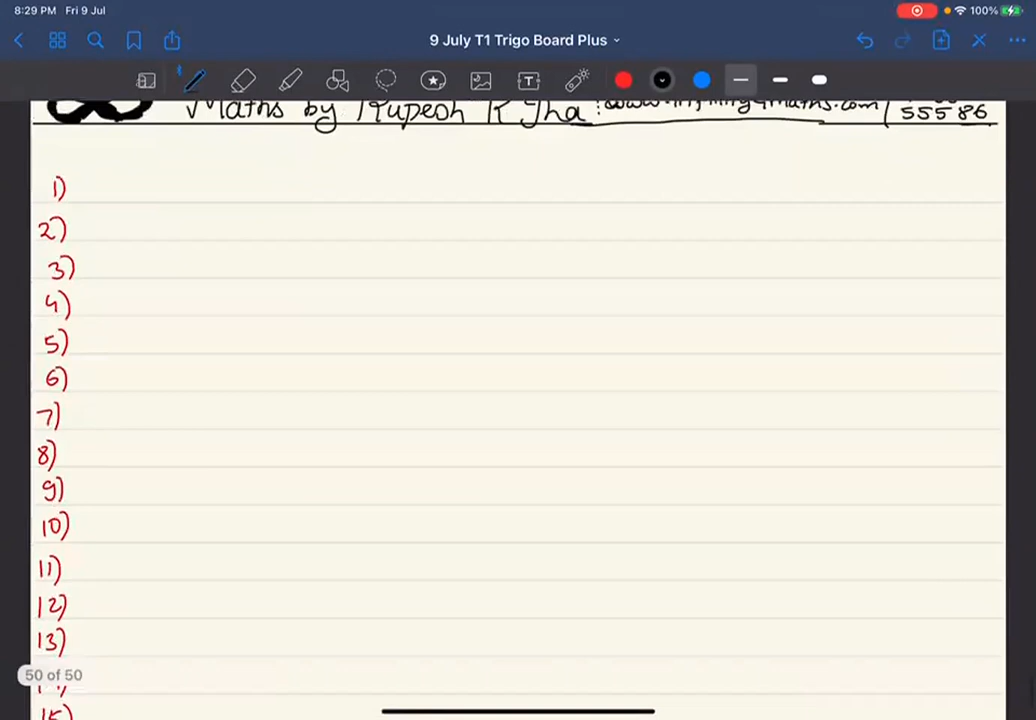 8:29 PM Fri 9 Jul 100%
9 July T1 Trigo Board Plus
T
Maths by Rupesh K Jha : 55586
1)
2)
3)
4)
5)
6)
7)
8)
9)
10)
11)
12)
13)
50 of 50
15)